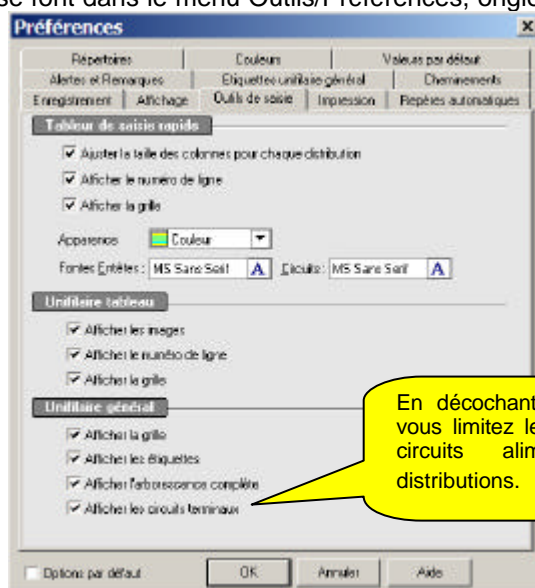 se font dans le menu Outils/Préférences, onglet
Préférences
Répertoires Couleurs Valeurs par défaut
Alertes et Remarques Etiquettes unifilaire général Cheminements
Enregistrement Affichage Outils de saisie Impression Repères automatiques
Tableur de saisie rapide
Ajuster la taille des colonnes pour chaque distribution
Afficher le numéro de ligne
Afficher la grille
Apparence Couleur
Fontes Entêtes : MS Sans Serif A Circuits : MS Sans Serif A
Unifilaire tableau
Afficher les images
Afficher le numéro de ligne
Afficher la grille
Unifilaire général
Afficher la grille
Afficher les étiquettes
Afficher l'arborescence complète
Afficher les circuits terminaux
En décochant
vous limitez le
circuits alim
distributions.
Options par défaut OK Annuler Aide